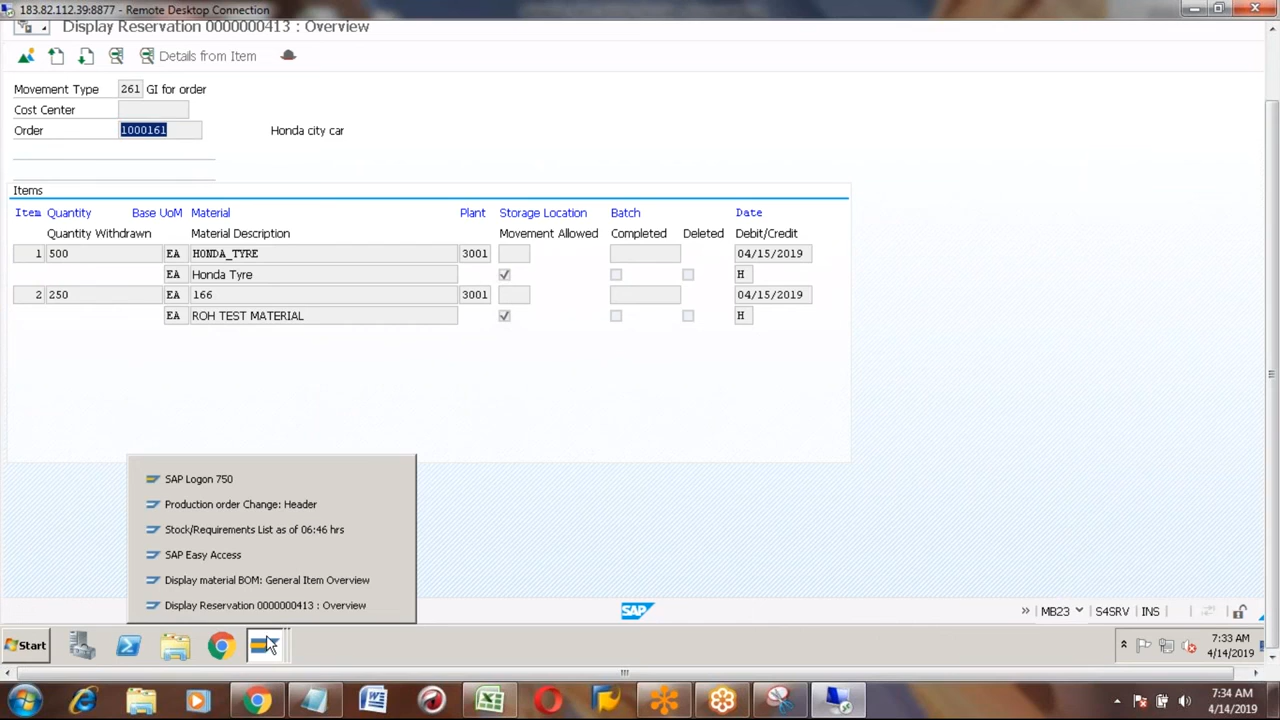 183.82.112.39:8877 - Remote Desktop Connection
Display Reservation 0000000413 : Overview
Details from Item
Movement Type 261 GI for order
Cost Center
Order 1000161 Honda city car
Items
Item Quantity Base UoM Material Plant Storage Location Batch Date
Quantity Withdrawn Material Description Movement Allowed Completed Deleted Debit/Credit
1 500 EA HONDA_TYRE 3001 04/15/2019
EA Honda Tyre H
2 250 EA 166 3001 04/15/2019
EA ROH TEST MATERIAL H
SAP Logon 750
Production order Change: Header
Stock/Requirements List as of 06:46 hrs
SAP Easy Access
Display material BOM: General Item Overview
Display Reservation 0000000413 : Overview
SAP » MB23 S4SRV INS
Start 7:33 AM
4/14/2019
7:34 AM
4/14/2019